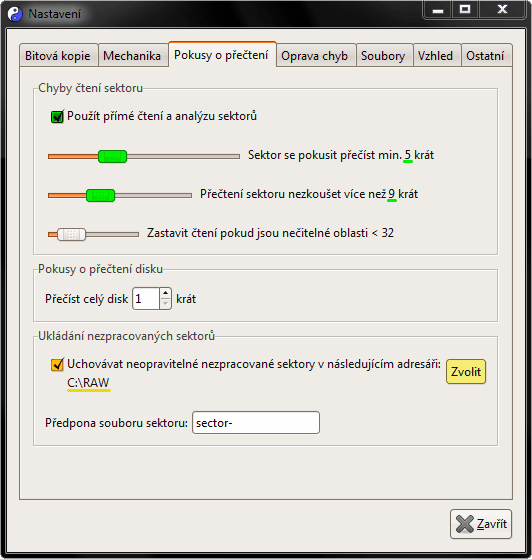 Nastavení
Bitová kopie Mechanika Pokusy o přečtení Oprava chyb Soubory Vzhled Ostatní
Chyby čtení sektoru
Použít přímé čtení a analýzu sektorů
Sektor se pokusit přečíst min. 5 krát
Přečtení sektoru nezkoušet více než 9 krát
Zastavit čtení pokud jsou nečitelné oblasti < 32
Pokusy o přečtení disku
Přečíst celý disk 1 krát
Ukládání nezpracovaných sektorů
Uchovávat neopravitelné nezpracované sektory v následujícím adresáři:
C:\RAW
Zvolit
Předpona souboru sektoru: sector-
Zavřít